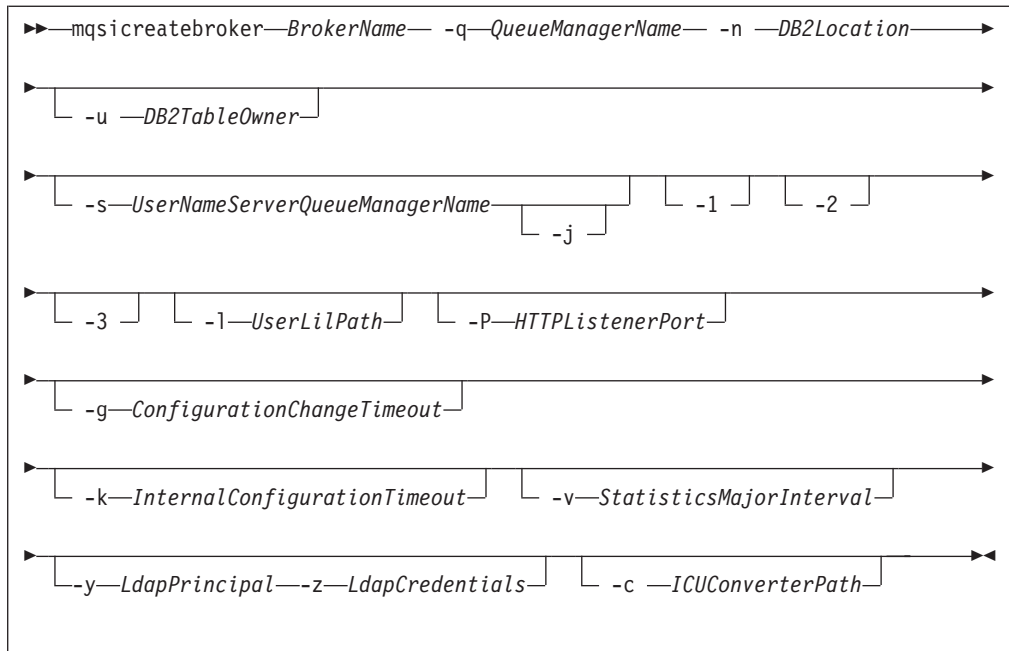 mqsicreatebroker BrokerName -q QueueManagerName -n DB2Location
-u DB2TableOwner
-s UserNameServerQueueManagerName -1 -2
-j
-3 -l UserLilPath -P HTTPListenerPort
-g ConfigurationChangeTimeout
-k InternalConfigurationTimeout -v StatisticsMajorInterval
-y LdapPrincipal -z LdapCredentials -c ICUConverterPath